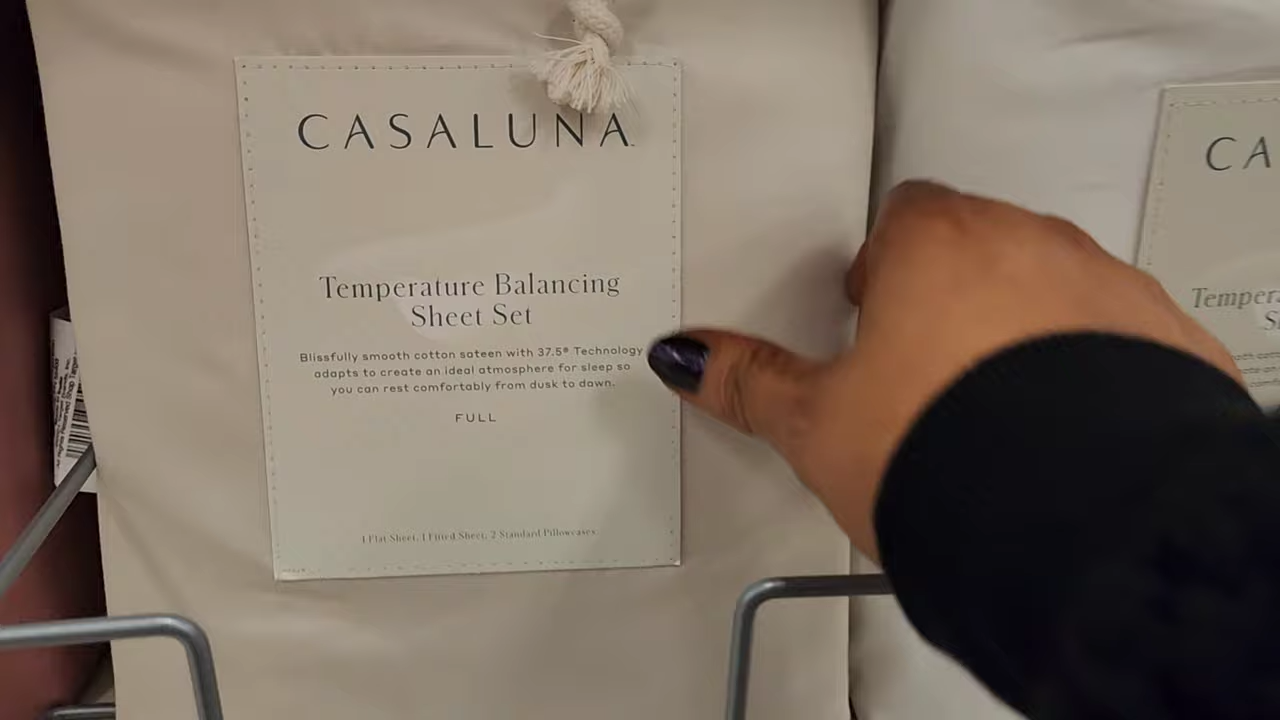 CASALUNA
Temperature Balancing
Sheet Set
Blissfully smooth cotton sateen with 37.5® Technology
adapts to create an ideal atmosphere for sleep so
you can rest comfortably from dusk to dawn.
FULL
1 Flat Sheet, 1 Fitted Sheet, 2 Standard Pillowcases
CA
Tempera
S